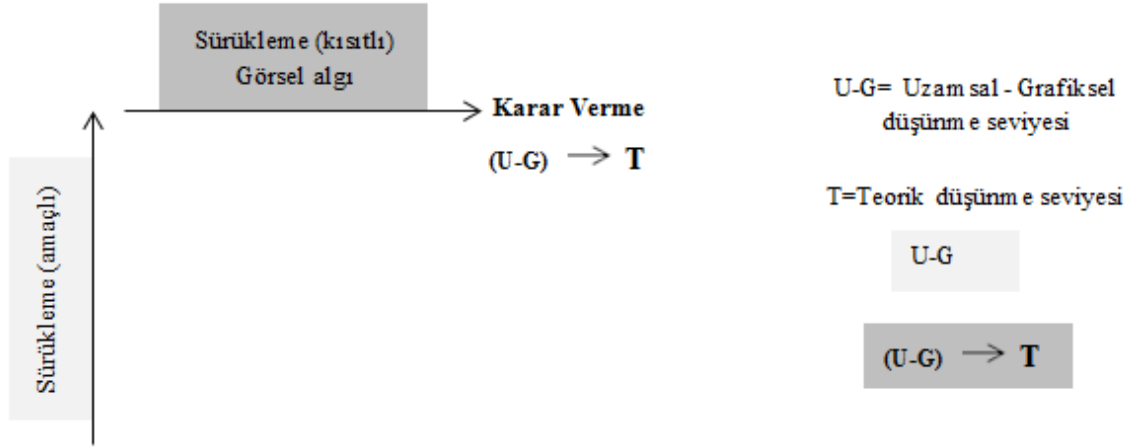 Sürükleme (kısıtlı)
Görsel algı
Karar Verme
(U-G) → T
Sürükleme (amaçlı)
U-G= Uzamsal - Grafiksel
düşünme seviyesi
T=Teorik düşünme seviyesi
U-G
(U-G) → T